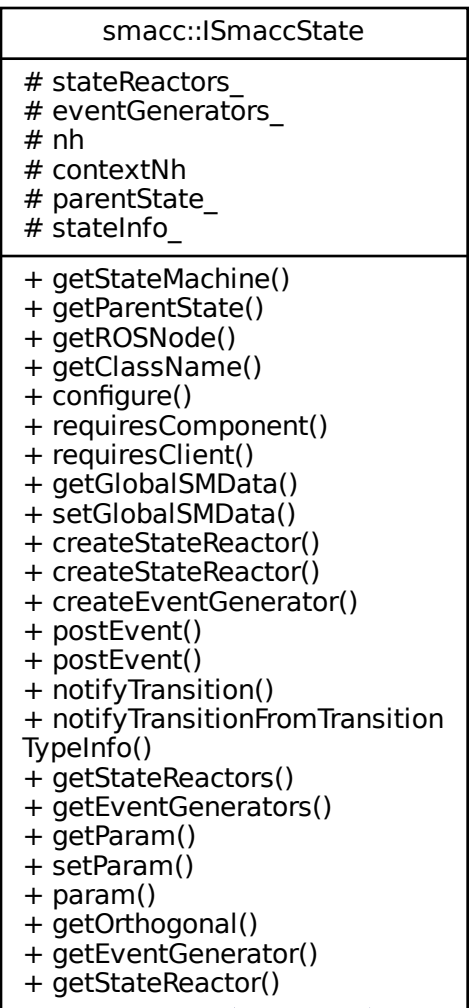 smacc::ISmaccState
# stateReactors_
# eventGenerators_
# nh
# contextNh
# parentState_
# stateInfo_
+ getStateMachine()
+ getParentState()
+ getROSNode()
+ getClassName()
+ configure()
+ requiresComponent()
+ requiresClient()
+ getGlobalSMData()
+ setGlobalSMData()
+ createStateReactor()
+ createStateReactor()
+ createEventGenerator()
+ postEvent()
+ postEvent()
+ notifyTransition()
+ notifyTransitionFromTransition
TypeInfo()
+ getStateReactors()
+ getEventGenerators()
+ getParam()
+ setParam()
+ param()
+ getOrthogonal()
+ getEventGenerator()
+ getStateReactor()